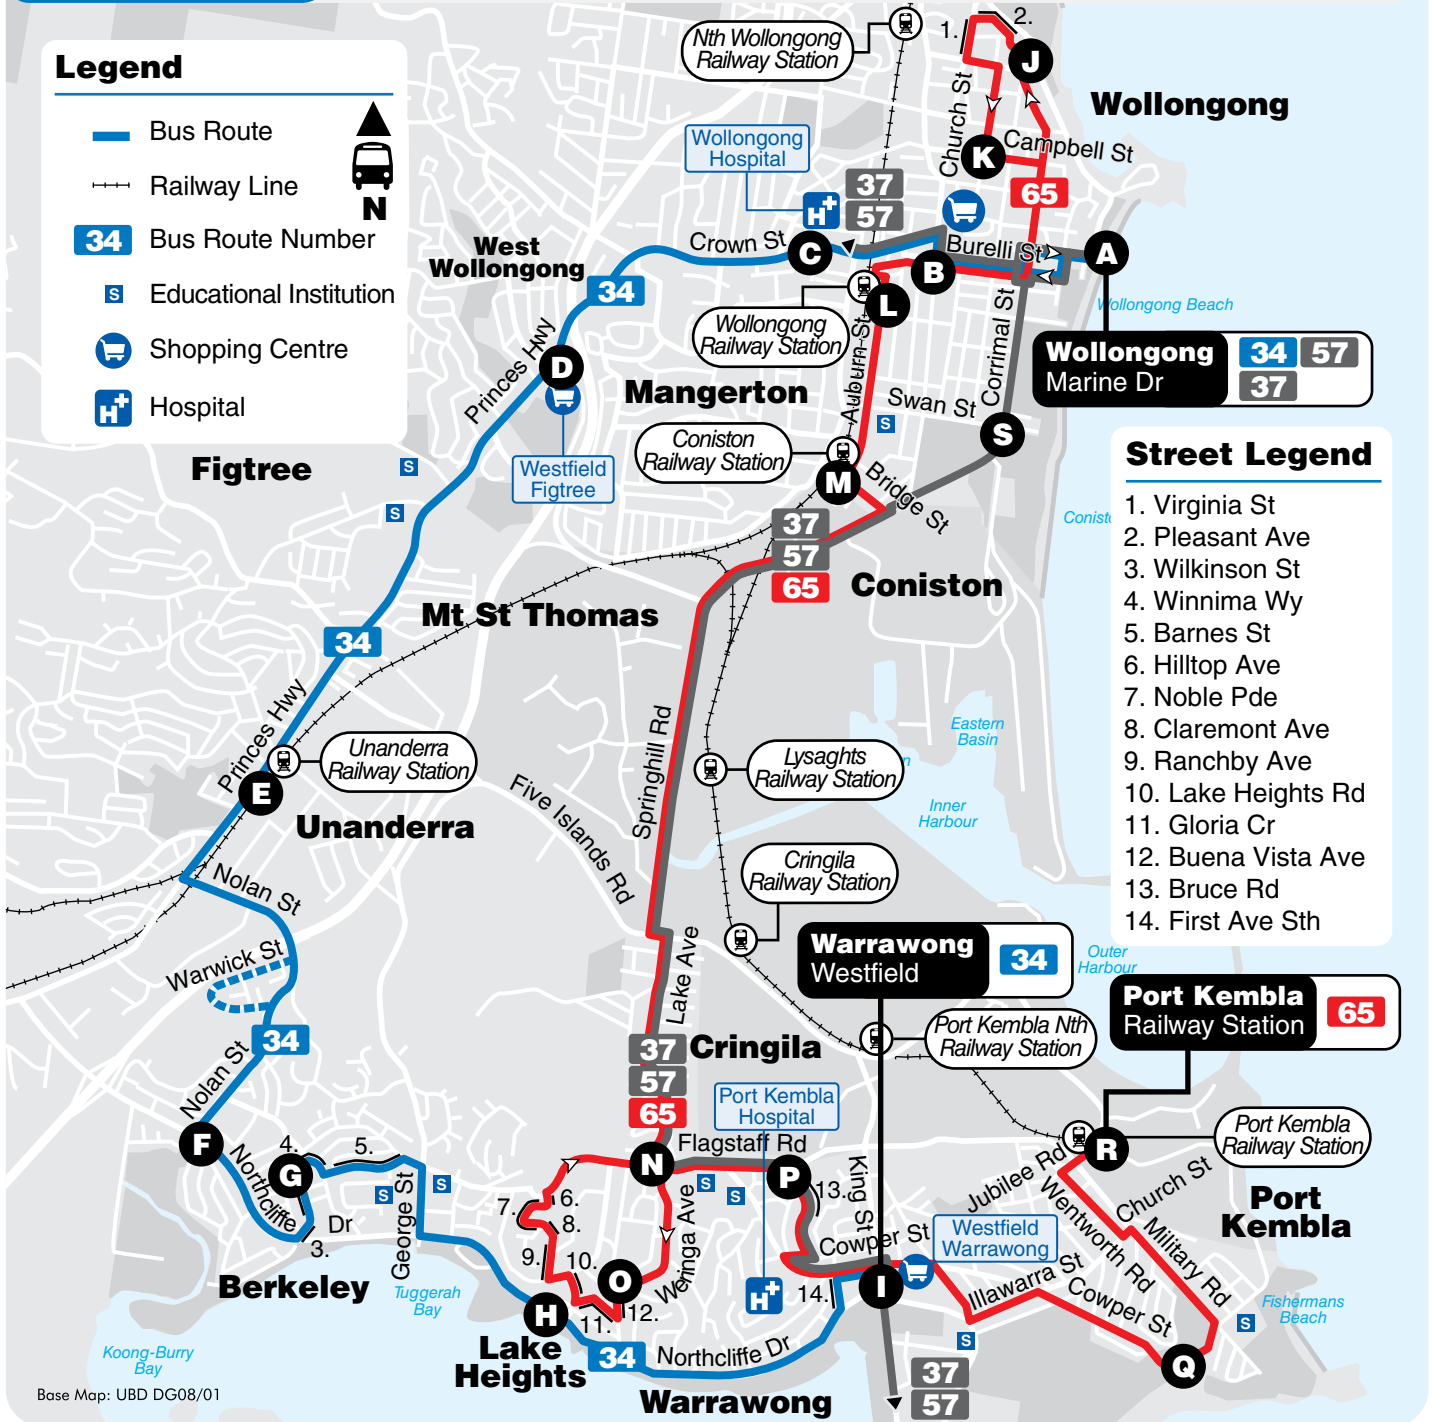 Legend
Bus Route
Railway Line
N
34 Bus Route Number
S Educational Institution
Shopping Centre
H+ Hospital
Nth Wollongong
Railway Station
1.
2.
J
Wollongong
Church St
K
Campbell St
65
Wollongong
Hospital
H+
37
57
Crown St
C
Burelli St
A
B
West
Wollongong
34
L
Wollongong
Railway Station
Wollongong Beach
Wollongong
Marine Dr
34 57
37
Princes Hwy
D
Mangerton
Auburn St
Corrimal St
Swan St
S
S
Coniston
Railway Station
M
Bridge St
Westfield
Figtree
Figtree
S
S
37
57
65
Coniston
Street Legend
1. Virginia St
2. Pleasant Ave
3. Wilkinson St
4. Winnima Wy
5. Barnes St
6. Hilltop Ave
7. Noble Pde
8. Claremont Ave
9. Ranchby Ave
10. Lake Heights Rd
11. Gloria Cr
12. Buena Vista Ave
13. Bruce Rd
14. First Ave Sth
Mt St Thomas
34
Princes Hwy
Unanderra
Railway Station
E
Unanderra
Springhill Rd
Five Islands Rd
Lysaghts
Railway Station
Eastern
Basin
Inner
Harbour
Cringila
Railway Station
Nolan St
Warwick St
34
Nolan St
Lake Ave
Warrawong
Westfield
34
Outer
Harbour
Port Kembla
Railway Station
65
37
57
65
Cringila
Port Kembla Nth
Railway Station
Port Kembla
Hospital
Port Kembla
Railway Station
F
Northcliffe
Dr
4.
5.
G
3.
S
S
George St
Berkeley
Tuggerah
Bay
Koong-Burry
Bay
Base Map: UBD DG08/01
N
Flagstaff Rd
S
S
P
13.
King St
R
Jubilee Rd
Church St
Port
Kembla
Wentworth Rd
Military Rd
6.
7.
8.
9.
10.
11.
12.
O
Weringa Ave
H
Lake
Heights
34
Northcliffe Dr
Warrawong
H+
14.
Cowper St
I
Westfield
Warrawong
Illawarra St
Cowper St
S
S
Fishermans
Beach
Q
37
57